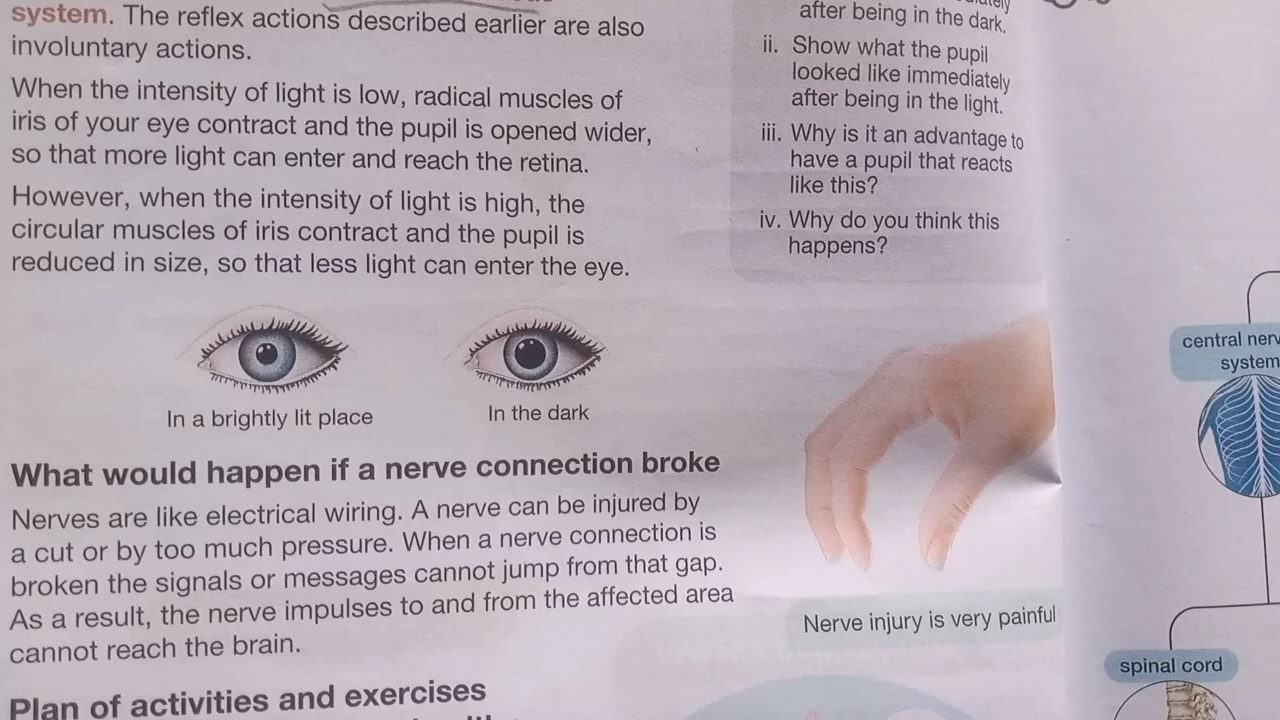 system. The reflex actions described earlier are also
involuntary actions.
When the intensity of light is low, radical muscles of
iris of your eye contract and the pupil is opened wider,
so that more light can enter and reach the retina.
However, when the intensity of light is high, the
circular muscles of iris contract and the pupil is
reduced in size, so that less light can enter the eye.
In a brightly lit place
In the dark
What would happen if a nerve connection broke
Nerves are like electrical wiring. A nerve can be injured by
a cut or by too much pressure. When a nerve connection is
broken the signals or messages cannot jump from that gap.
As a result, the nerve impulses to and from the affected area
cannot reach the brain.
Plan of activities and exercises
after being in the dark.
ii. Show what the pupil
looked like immediately
after being in the light.
iii. Why is it an advantage to
have a pupil that reacts
like this?
iv. Why do you think this
happens?
Nerve injury is very painful
central nerv
system
spinal cord